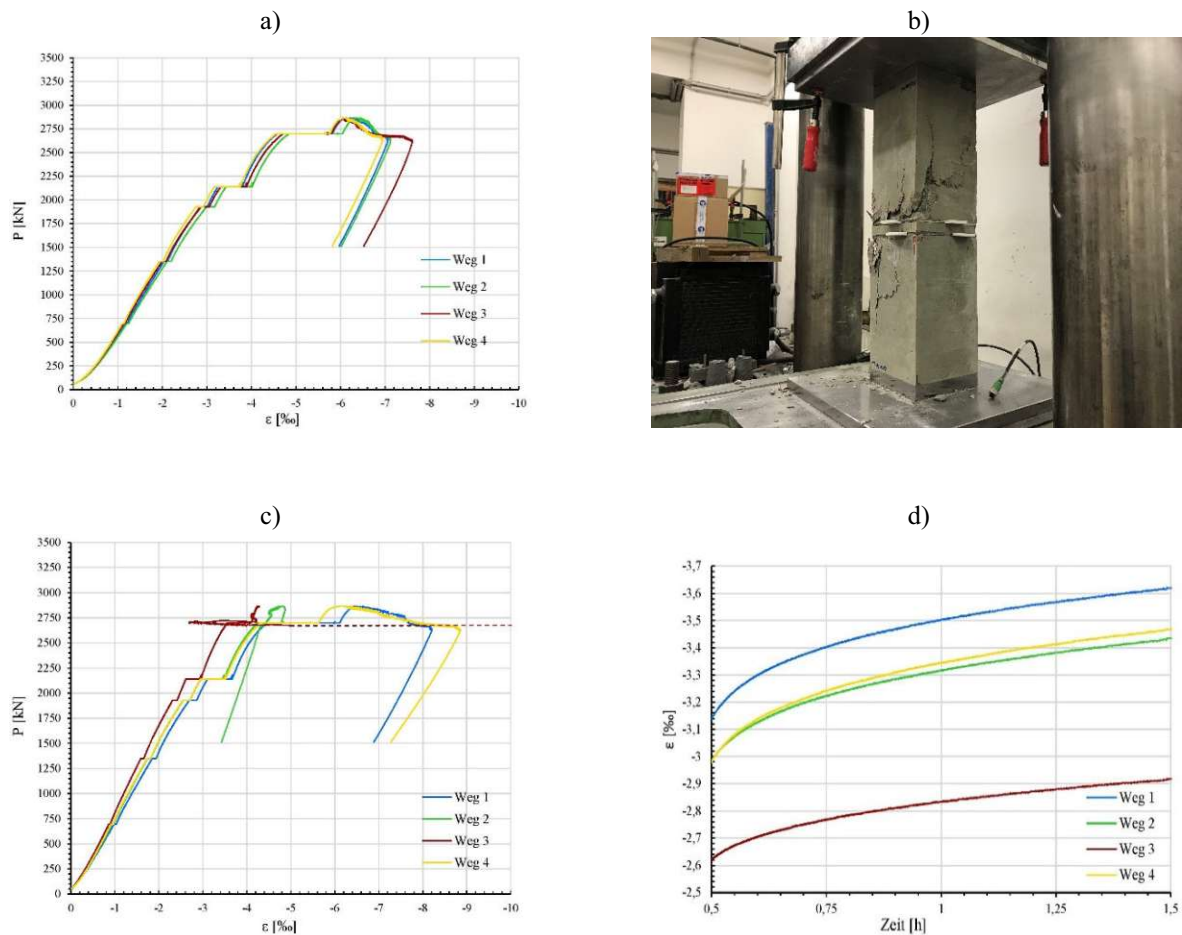 a)
b)
3500
3250
3000
2750
2500
2250
2000
1750
1500
1250
1000
750
500
250
0
P [kN]
Weg 1
Weg 2
Weg 3
Weg 4
0 -1 -2 -3 -4 -5 -6 -7 -8 -9 -10
ε [‰]
c)
d)
3500
3250
3000
2750
2500
2250
2000
1750
1500
1250
1000
750
500
250
0
P [kN]
Weg 1
Weg 2
Weg 3
Weg 4
0 -1 -2 -3 -4 -5 -6 -7 -8 -9 -10
ε [‰]
-3,7
-3,6
-3,5
-3,4
-3,3
-3,2
-3,1
-3
-2,9
-2,8
-2,7
-2,6
-2,5
ε [‰]
Weg 1
Weg 2
Weg 3
Weg 4
0,5 0,75 1 1,25 1,5
Zeit [h]